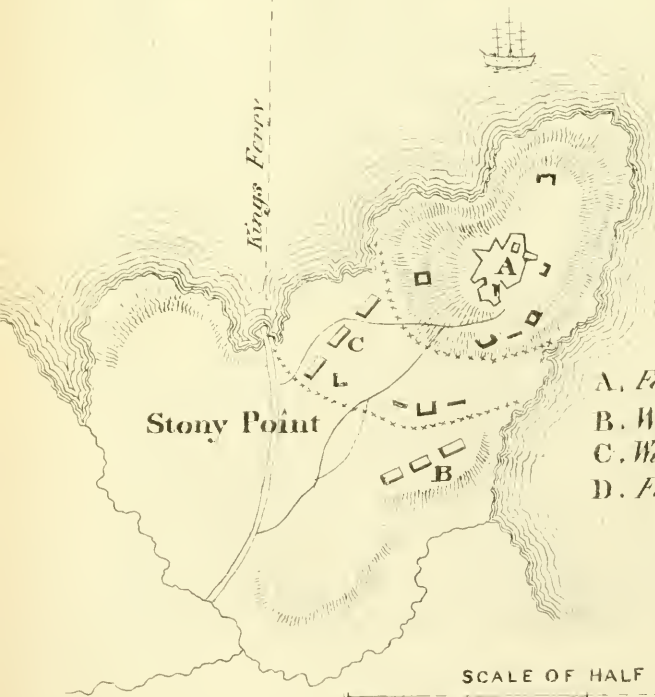 Kings Ferry
A
C
Stony Point
B
A.
B. W
C. W
D. F
SCALE OF HALF